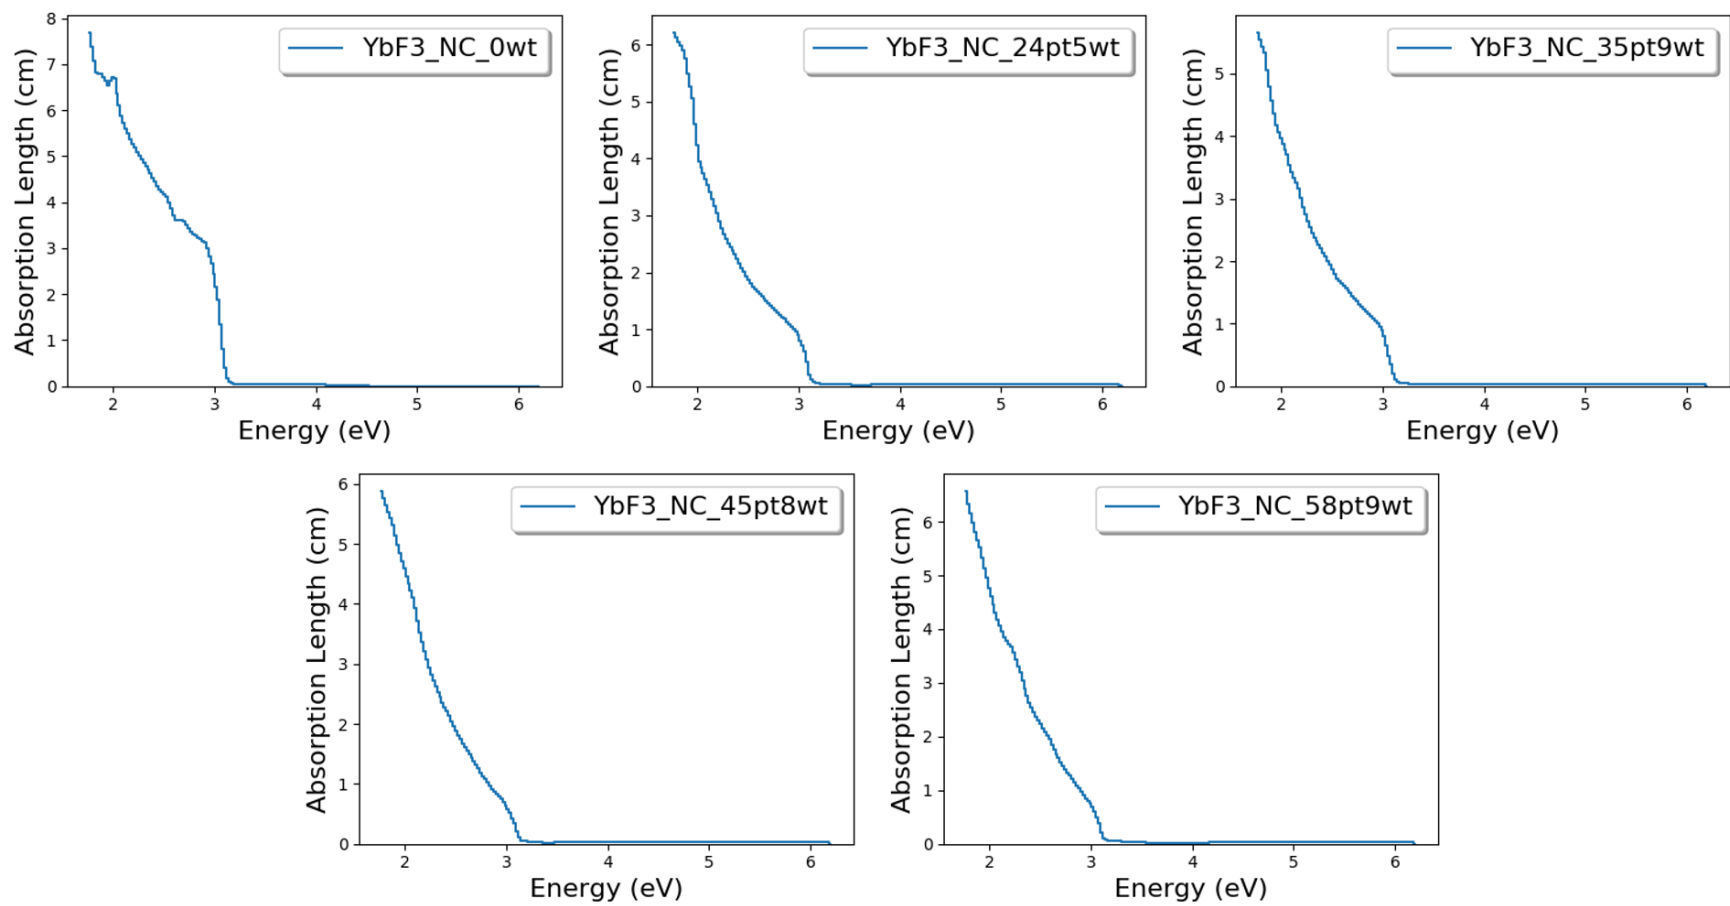 8
7
6
5
4
3
2
1
0
Absorption Length (cm)
YbF3_NC_0wt
2 3 4 5 6
Energy (eV)
6
5
4
3
2
1
0
Absorption Length (cm)
YbF3_NC_24pt5wt
2 3 4 5 6
Energy (eV)
5
4
3
2
1
0
Absorption Length (cm)
YbF3_NC_35pt9wt
2 3 4 5 6
Energy (eV)
6
5
4
3
2
1
0
Absorption Length (cm)
YbF3_NC_45pt8wt
2 3 4 5 6
Energy (eV)
6
5
4
3
2
1
0
Absorption Length (cm)
YbF3_NC_58pt9wt
2 3 4 5 6
Energy (eV)